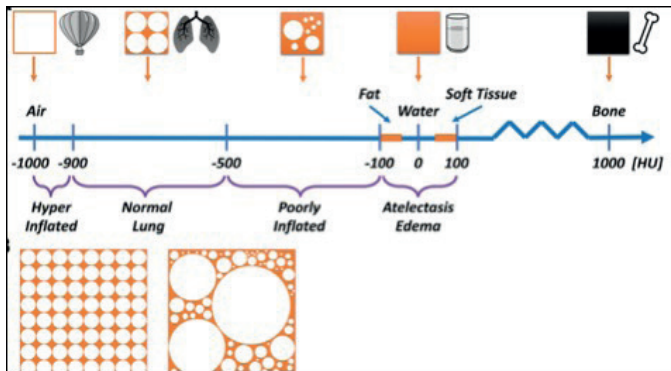 Fat Water Soft Tissue
Air Bone
-1000 -900 -500 -100 0 100 1000 [HU]
Hyper Inflated
Normal Lung
Poorly Inflated
Atelectasis Edema